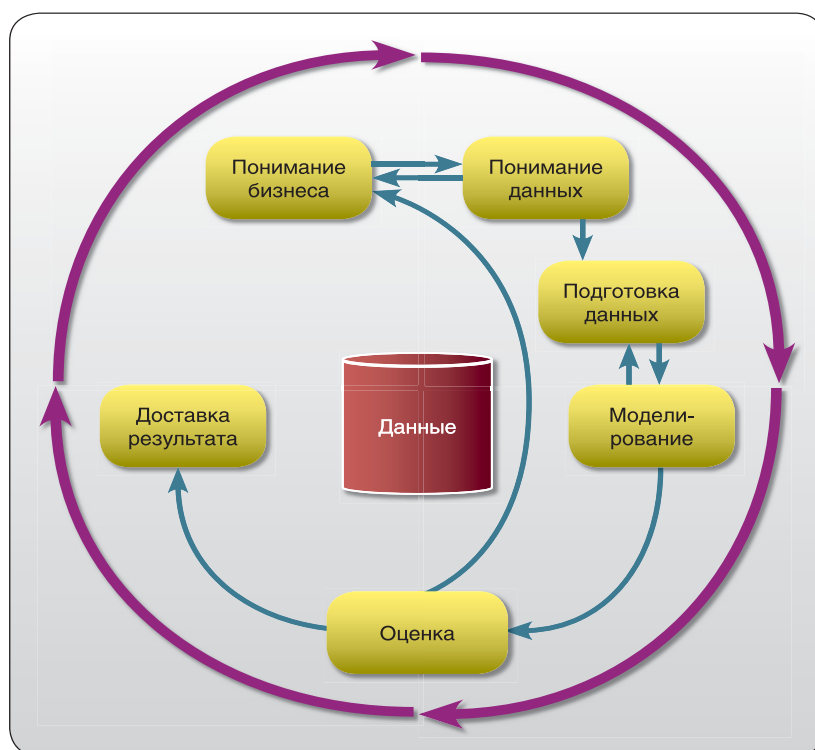 Понимание
бизнеса
Понимание
данных
Подготовка
данных
Доставка
результата
Данные
Модели-
рование
Оценка